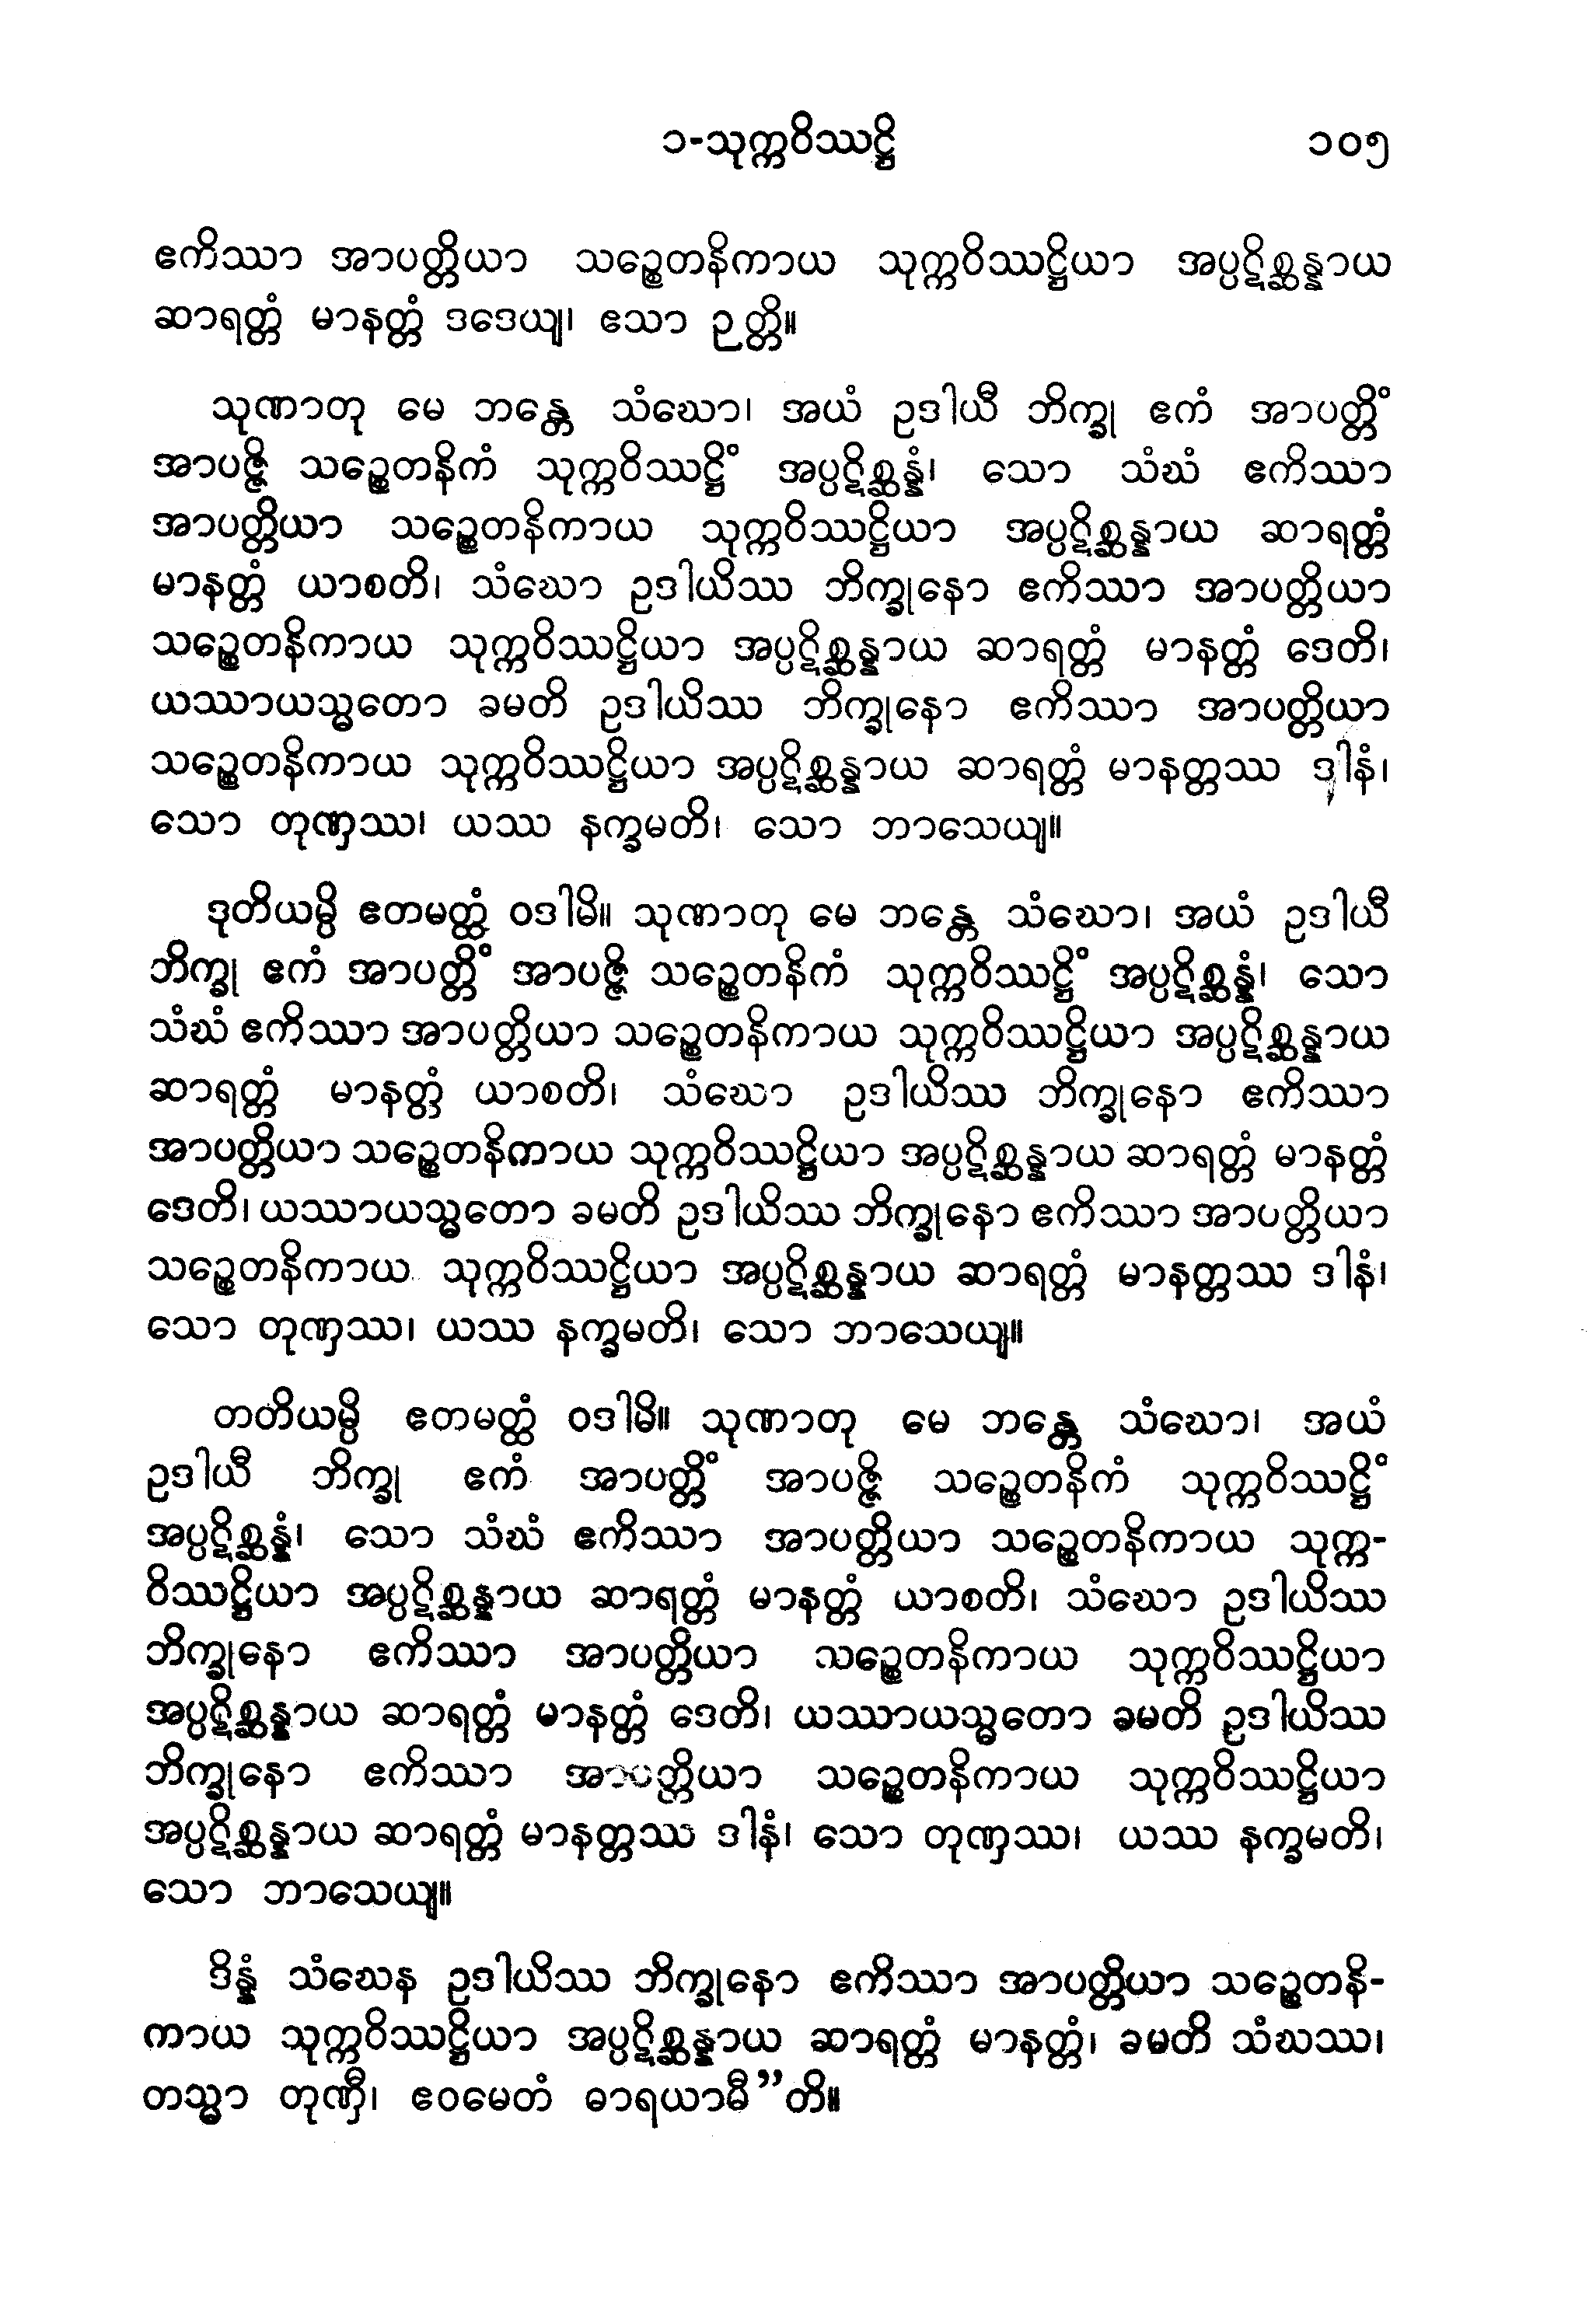 ၁-သုက္ကဝိဿဋ္ဌိ ၁၀၅
ဧကိဿာ အာပတ္တိယာ သဉ္စေတနိကာယ သုက္ကဝိဿဋ္ဌိယာ အပ္ပဋိစ္ဆန္နာယ
ဆာရတ္တံ မာနတ္တံ ဒဒေယျ၊ ဧသာ ဉတ္တိ။
သုဏာတု မေ ဘန္တေ သံဃော၊ အယံ ဥဒါယီ ဘိက္ခု ဧကံ အာပတ္တိံ
အာပဇ္ဇိ သဉ္စေတနိကံ သုက္ကဝိဿဋ္ဌိံ အပ္ပဋိစ္ဆန္နံ၊ သော သံဃံ ဧကိဿာ
အာပတ္တိယာ သဉ္စေတနိကာယ သုက္ကဝိဿဋ္ဌိယာ အပ္ပဋိစ္ဆန္နာယ ဆာရတ္တံ
မာနတ္တံ ယာစတိ၊ သံဃော ဥဒါယိဿ ဘိက္ခုနော ဧကိဿာ အာပတ္တိယာ
သဉ္စေတနိကာယ သုက္ကဝိဿဋ္ဌိယာ အပ္ပဋိစ္ဆန္နာယ ဆာရတ္တံ မာနတ္တံ ဒေတိ၊
ယဿာယသ္မတော ခမတိ ဥဒါယိဿ ဘိက္ခုနော ဧကိဿာ အာပတ္တိယာ
သဉ္စေတနိကာယ သုက္ကဝိဿဋ္ဌိယာ အပ္ပဋိစ္ဆန္နာယ ဆာရတ္တံ မာနတ္တဿ ဒါနံ၊
သော တုဏှဿ၊ ယဿ နက္ခမတိ၊ သော ဘာသေယျ။
ဒုတိယမ္ပိ ဧတမတ္ထံ ဝဒါမိ။ သုဏာတု မေ ဘန္တေ သံဃော၊ အယံ ဥဒါယီ
ဘိက္ခု ဧကံ အာပတ္တိံ အာပဇ္ဇိ သဉ္စေတနိကံ သုက္ကဝိဿဋ္ဌိံ အပ္ပဋိစ္ဆန္နံ၊ သော
သံဃံ ဧကိဿာ အာပတ္တိယာ သဉ္စေတနိကာယ သုက္ကဝိဿဋ္ဌိယာ အပ္ပဋိစ္ဆန္နာယ
ဆာရတ္တံ မာနတ္တံ ယာစတိ၊ သံဃော ဥဒါယိဿ ဘိက္ခုနော ဧကိဿာ
အာပတ္တိယာ သဉ္စေတနိကာယ သုက္ကဝိဿဋ္ဌိယာ အပ္ပဋိစ္ဆန္နာယ ဆာရတ္တံ မာနတ္တံ
ဒေတိ၊ ယဿာယသ္မတော ခမတိ ဥဒါယိဿ ဘိက္ခုနော ဧကိဿာ အာပတ္တိယာ
သဉ္စေတနိကာယ သုက္ကဝိဿဋ္ဌိယာ အပ္ပဋိစ္ဆန္နာယ ဆာရတ္တံ မာနတ္တဿ ဒါနံ၊
သော တုဏှဿ၊ ယဿ နက္ခမတိ၊ သော ဘာသေယျ။
တတိယမ္ပိ ဧတမတ္ထံ ဝဒါမိ။ သုဏာတု မေ ဘန္တေ သံဃော၊ အယံ
ဥဒါယီ ဘိက္ခု ဧကံ အာပတ္တိံ အာပဇ္ဇိ သဉ္စေတနိကံ သုက္ကဝိဿဋ္ဌိံ
အပ္ပဋိစ္ဆန္နံ၊ သော သံဃံ ဧကိဿာ အာပတ္တိယာ သဉ္စေတနိကာယ သုက္က-
ဝိဿဋ္ဌိယာ အပ္ပဋိစ္ဆန္နာယ ဆာရတ္တံ မာနတ္တံ ယာစတိ၊ သံဃော ဥဒါယိဿ
ဘိက္ခုနော ဧကိဿာ အာပတ္တိယာ သဉ္စေတနိကာယ သုက္ကဝိဿဋ္ဌိယာ
အပ္ပဋိစ္ဆန္နာယ ဆာရတ္တံ မာနတ္တံ ဒေတိ၊ ယဿာယသ္မတော ခမတိ ဥဒါယိဿ
ဘိက္ခုနော ဧကိဿာ အာပတ္တိယာ သဉ္စေတနိကာယ သုက္ကဝိဿဋ္ဌိယာ
အပ္ပဋိစ္ဆန္နာယ ဆာရတ္တံ မာနတ္တဿ ဒါနံ၊ သော တုဏှဿ၊ ယဿ နက္ခမတိ၊
သော ဘာသေယျ။
ဒိန္နံ သံဃေန ဥဒါယိဿ ဘိက္ခုနော ဧကိဿာ အာပတ္တိယာ သဉ္စေတနိ-
ကာယ သုက္ကဝိဿဋ္ဌိယာ အပ္ပဋိစ္ဆန္နာယ ဆာရတ္တံ မာနတ္တံ၊ ခမတိ သံဃဿ၊
တသ္မာ တုဏှီ၊ ဧဝမေတံ ဓာရယာမီ”တိ။